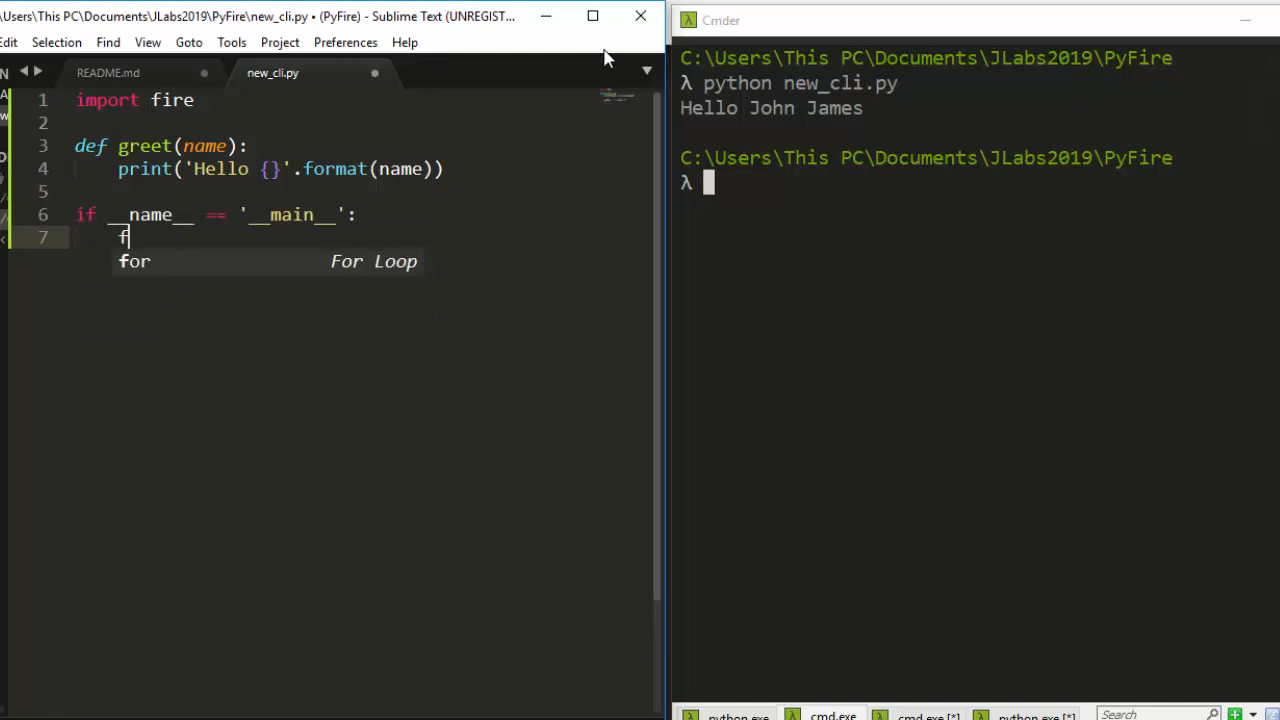 \Users\This PC\Documents\JLabs2019\PyFire\new_cli.py • (PyFire) - Sublime Text (UNREGIST...
Edit Selection Find View Goto Tools Project Preferences Help
README.md new_cli.py
1 import fire
2
3 def greet(name):
4 print('Hello {}'.format(name))
5
6 if __name__ == '__main__':
7 f
for For Loop
Cmder
C:\Users\This PC\Documents\JLabs2019\PyFire
λ python new_cli.py
Hello John James
C:\Users\This PC\Documents\JLabs2019\PyFire
λ
python.exe cmd.exe cmd.exe [*] python.exe [*] Search